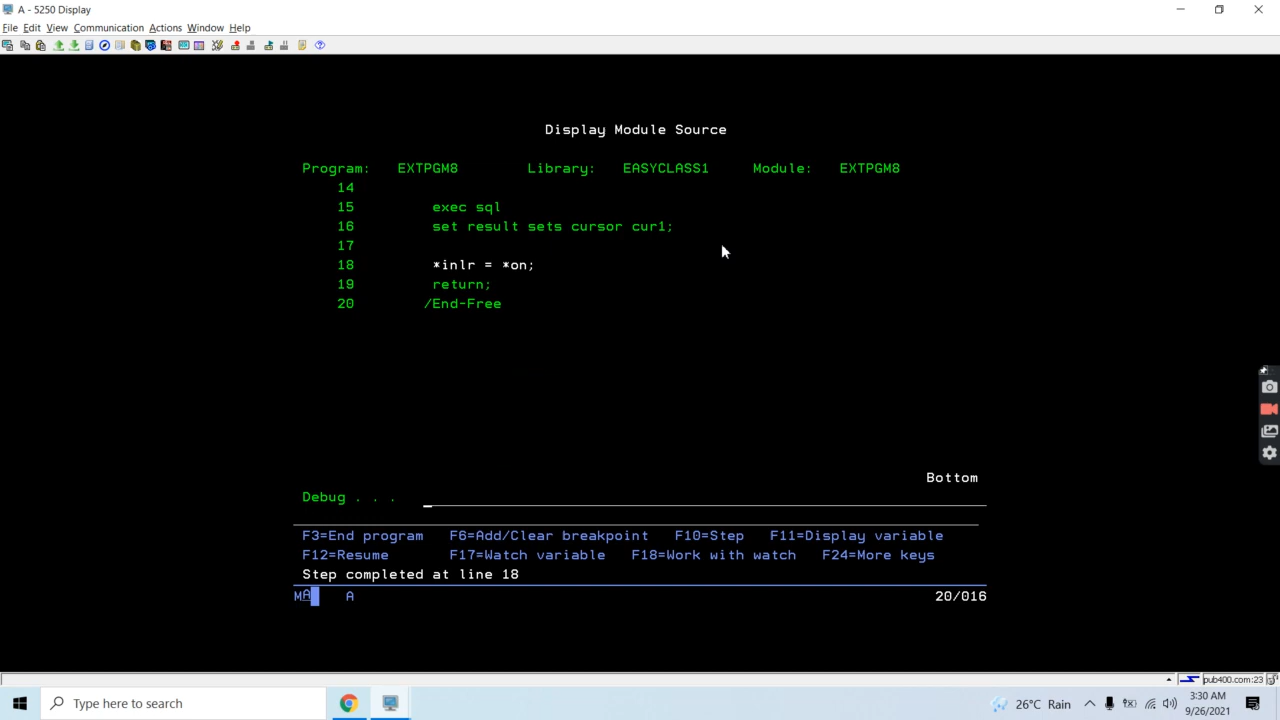 A - 5250 Display
File Edit View Communication Actions Window Help
Display Module Source
Program: EXTPGM8 Library: EASYCLASS1 Module: EXTPGM8
14
15 exec sql
16 set result sets cursor cur1;
17
18 *inlr = *on;
19 return;
20 /End-Free
Bottom
Debug . . .
F3=End program F6=Add/Clear breakpoint F10=Step F11=Display variable
F12=Resume F17=Watch variable F18=Work with watch F24=More keys
Step completed at line 18
MA A 20/016
pub400.com:23
Type here to search
26°C Rain
3:30 AM
9/26/2021